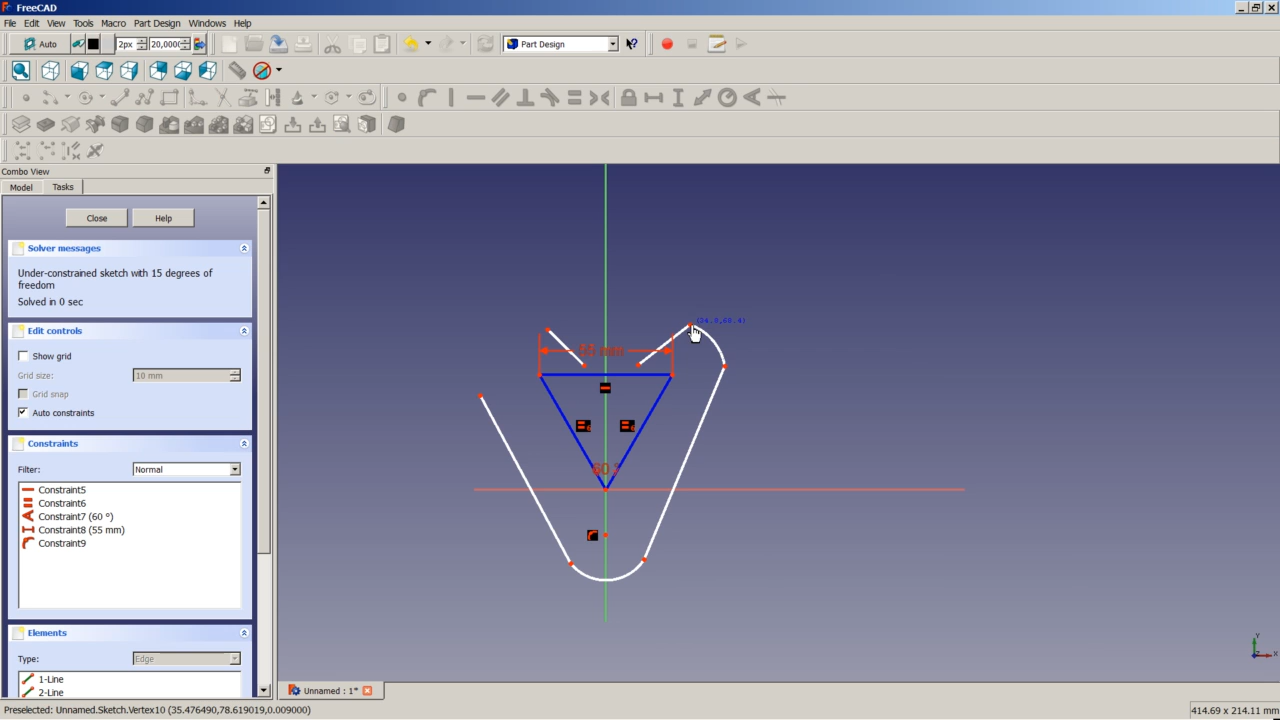 FreeCAD
File Edit View Tools Macro Part Design Windows Help
Auto 2px 20,000 Part Design
Combo View
Model Tasks
Close Help
Solver messages
Under-constrained sketch with 15 degrees of
freedom
Solved in 0 sec
Edit controls
Show grid
Grid size: 10 mm
Grid snap
Auto constraints
Constraints
Filter: Normal
Constraint5
Constraint6
Constraint7 (60 °)
Constraint8 (55 mm)
Constraint9
Elements
Type: Edge
1-Line
2-Line
55 mm
60 °
Y
X
Unnamed : 1*
Preselected: Unnamed.Sketch.Vertex10 (35.476490,78.619019,0.009000)
414.69 x 214.11 mm